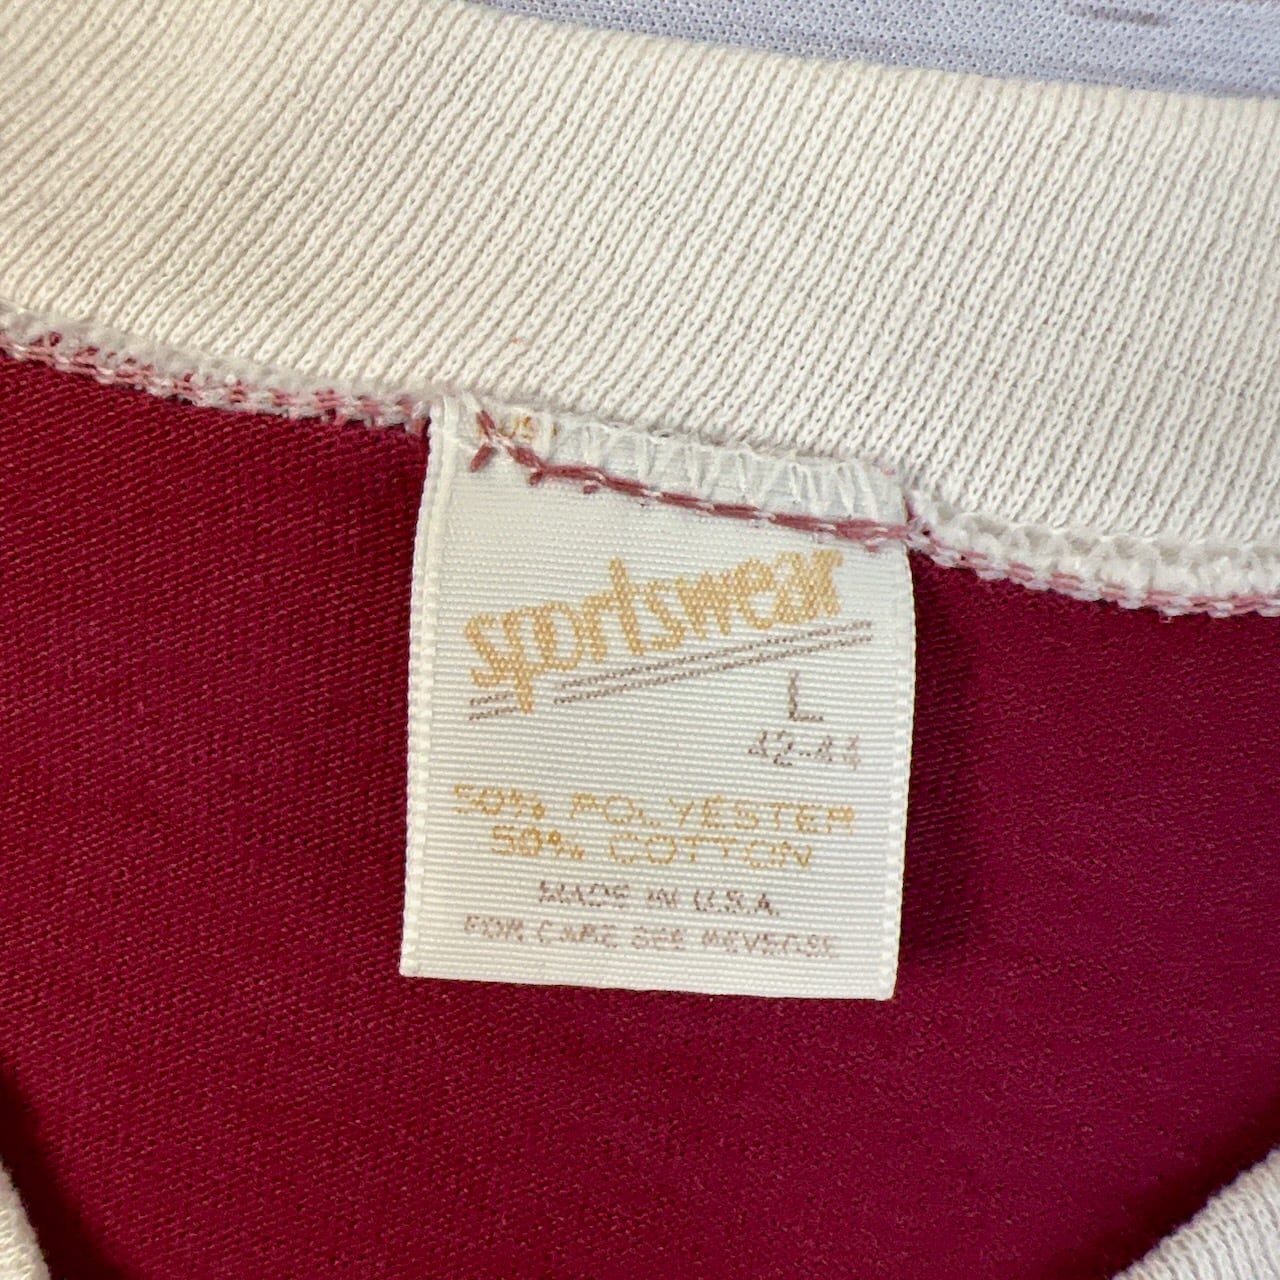 sportswear
L
42-44
50% POLYESTER
50% COTTON
MADE IN U.S.A.
FOR CARE SEE REVERSE